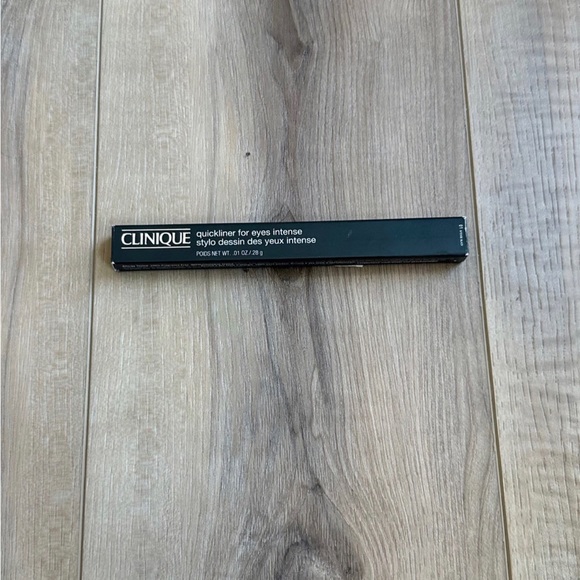 CLINIQUE
quickliner for eyes intense
stylo dessin des yeux intense
POIDS NET WT. .01 OZ / 28 g